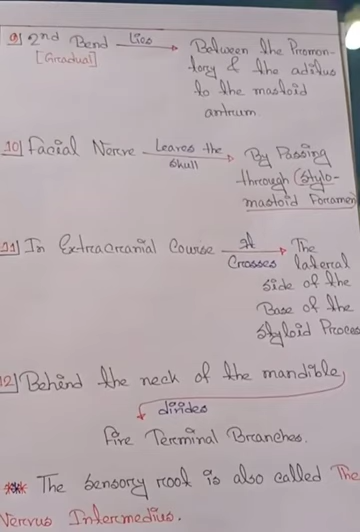 9] 2nd Bend Lies Between the Promon-
[Gradual] tory & the aditus
to the mastoid
antrum.
10] Facial Nerve Leaves the skull By Passing
through (Stylo-
mastoid Foramen
11] In Extracranial Course It Crosses The
lateral
side of the
Base of the
Styloid Proces
12] Behind the neck of the mandible,
divides
Five Terminal Branches.
*** The sensory root is also called The
Nervus Intermedius.